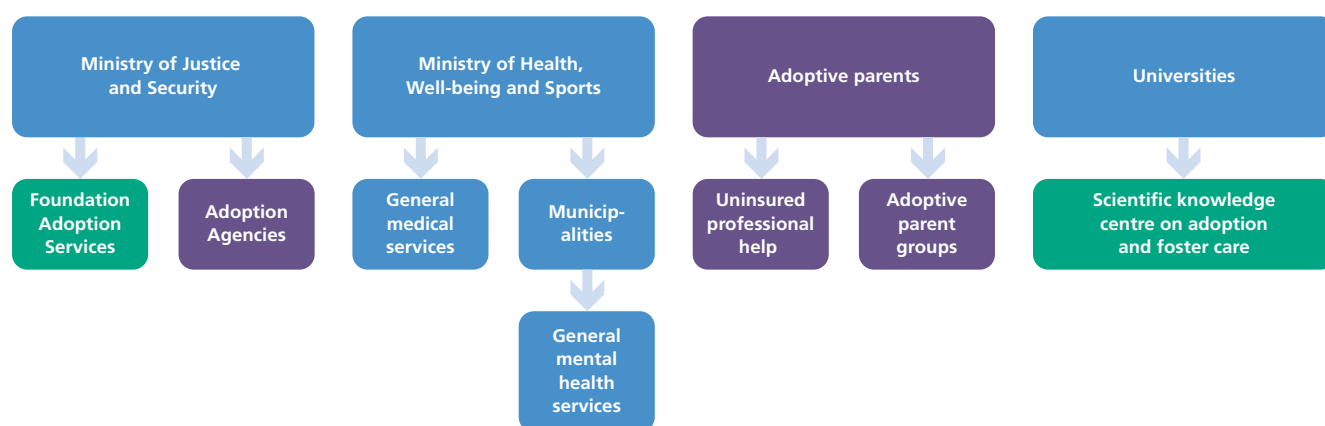 Ministry of Justice
and Security
Ministry of Health,
Well-being and Sports
Adoptive parents
Universities
Foundation
Adoption
Services
Adoption
Agencies
General
medical
services
Municip-
alities
Uninsured
professional
help
Adoptive
parent
groups
Scientific knowledge
centre on adoption
and foster care
General
mental
health
services